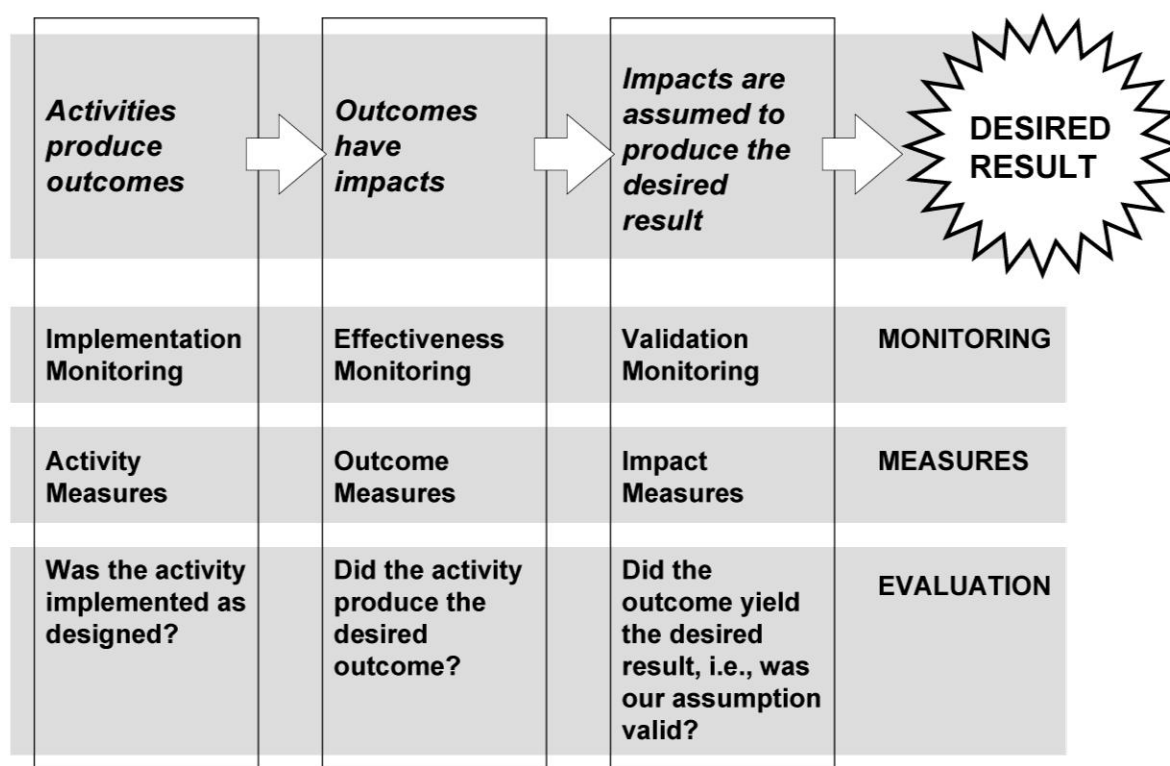 Activities
produce
outcomes
Outcomes
have
impacts
Impacts are
assumed to
produce the
desired
result
DESIRED
RESULT
Implementation
Monitoring
Effectiveness
Monitoring
Validation
Monitoring
MONITORING
Activity
Measures
Outcome
Measures
Impact
Measures
MEASURES
Was the activity
implemented as
designed?
Did the activity
produce the
desired
outcome?
Did the
outcome yield
the desired
result, i.e., was
our assumption
valid?
EVALUATION